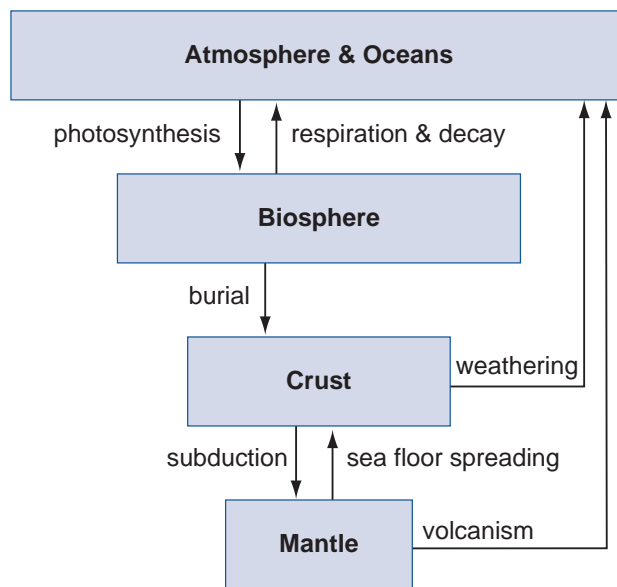 Atmosphere & Oceans
photosynthesis
respiration & decay
Biosphere
burial
Crust
weathering
subduction
sea floor spreading
Mantle
volcanism